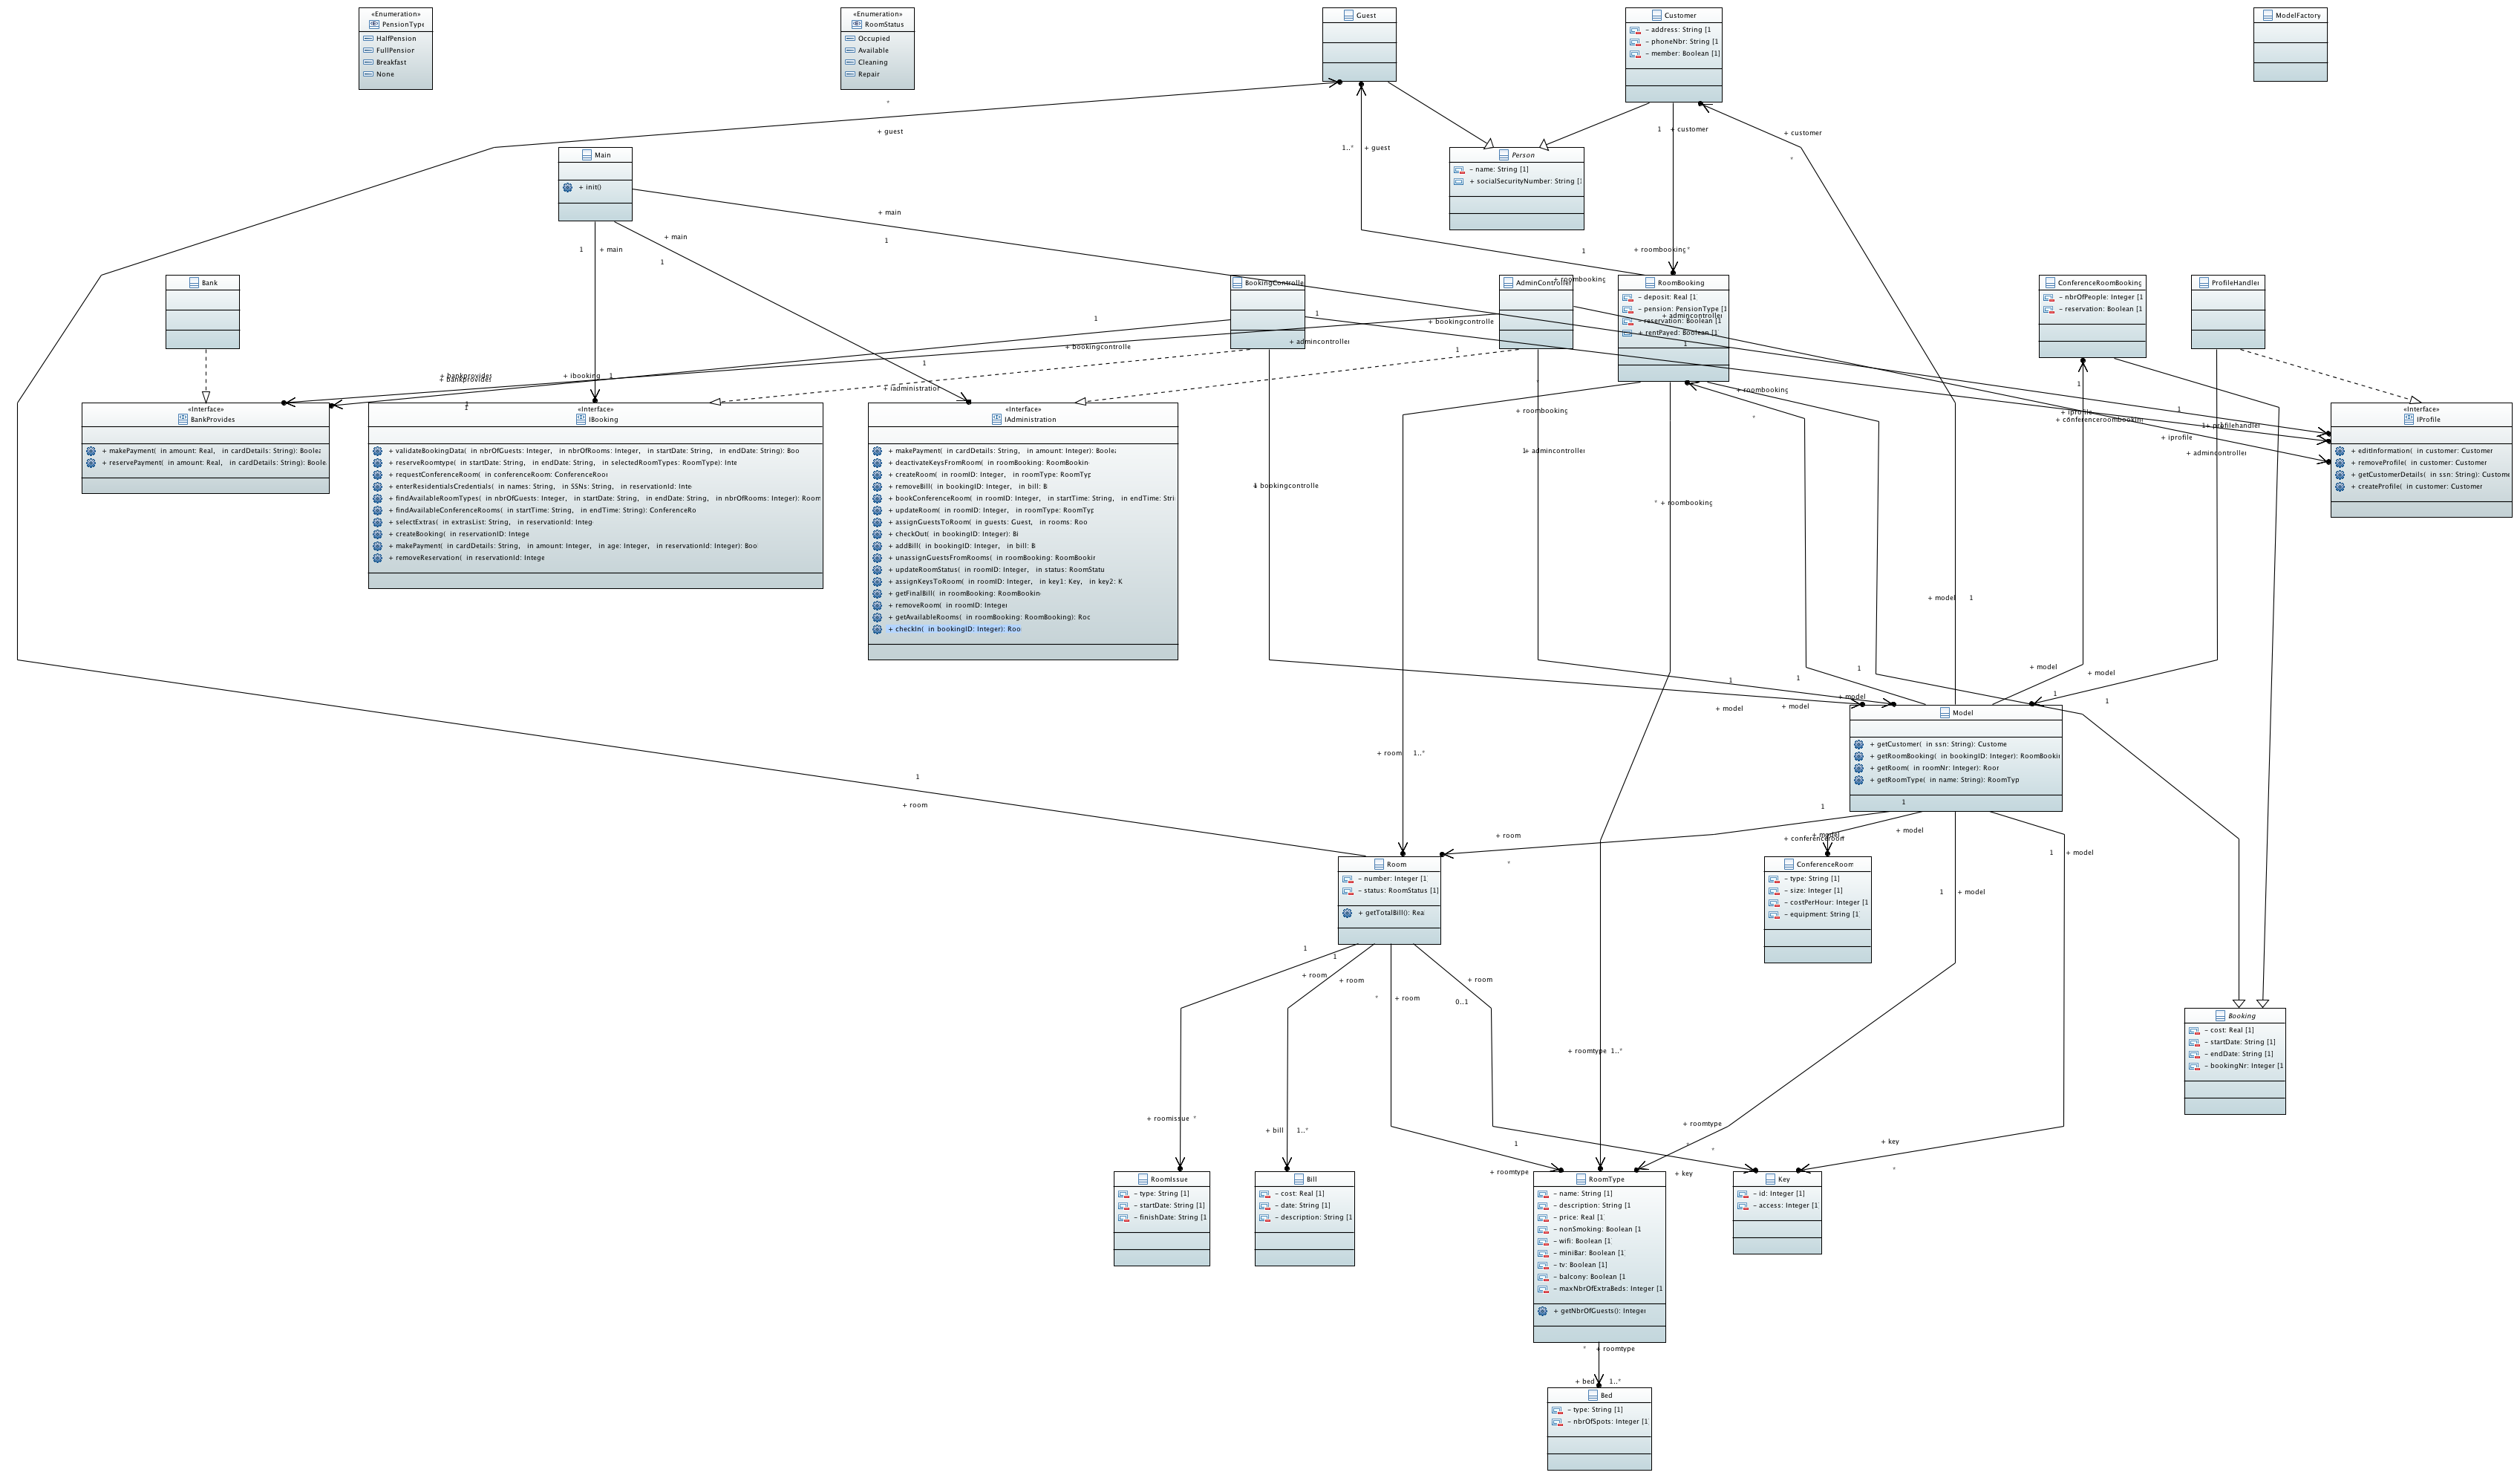 «Enumeration»
PensionType
HalfPension
FullPension
Breakfast
None
«Enumeration»
RoomStatus
Occupied
Available
Cleaning
Repair
Guest
Customer
- address: String [1
- phoneNbr: String [1
- member: Boolean [1]
ModelFactory
Main
+ init()
Person
- name: String [1]
+ socialSecurityNumber: String [1
*
+ guest
1..*
+ guest
1
+ customer
+ customer
*
+ main
1
+ main
1
1
+ main
1
+ roombooking
*
+ roombooking
Bank
BookingControlle
AdminController
RoomBooking
- deposit: Real [1]
- pension: PensionType [1
- reservation: Boolean [1
+ rentPayed: Boolean [1
ConferenceRoomBooking
- nbrOfPeople: Integer [1
- reservation: Boolean [1
ProfileHandler
1
1
+ bookingcontrolle
+ bookingcontrolle
+ admincontroller
+ admincontroller
1
1
1
+ bankprovides
+ bankprovides
+ ibooking
1
+ iadministration
1
1
«Interface»
BankProvides
+ makePayment( in amount: Real, in cardDetails: String): Boolea
+ reservePayment( in amount: Real, in cardDetails: String): Boole
«Interface»
IBooking
+ validateBookingData( in nbrOfGuests: Integer, in nbrOfRooms: Integer, in startDate: String, in endDate: String): Boo
+ reserveRoomtype( in startDate: String, in endDate: String, in selectedRoomTypes: RoomType): Inte
+ requestConferenceRoom( in conferenceRoom: ConferenceRoor
+ enterResidentialsCredentials( in names: String, in SSNs: String, in reservationId: Inte
+ findAvailableRoomTypes( in nbrOfGuests: Integer, in startDate: String, in endDate: String, in nbrOfRooms: Integer): Room
+ findAvailableConferenceRooms( in startTime: String, in endTime: String): ConferenceRo
+ selectExtras( in extrasList: String, in reservationId: Integ
+ createBooking( in reservationID: Intege
+ makePayment( in cardDetails: String, in amount: Integer, in age: Integer, in reservationId: Integer): Bool
+ removeReservation( in reservationId: Intege
«Interface»
IAdministration
+ makePayment( in cardDetails: String, in amount: Integer): Boolea
+ deactivateKeysFromRoom( in roomBooking: RoomBookin
+ createRoom( in roomID: Integer, in roomType: RoomTyp
+ removeBill( in bookingID: Integer, in bill: B
+ bookConferenceRoom( in roomID: Integer, in startTime: String, in endTime: Stri
+ updateRoom( in roomID: Integer, in roomType: RoomTyp
+ assignGuestsToRoom( in guests: Guest, in rooms: Roo
+ checkOut( in bookingID: Integer): Bi
+ addBill( in bookingID: Integer, in bill: B
+ unassignGuestsFromRooms( in roomBooking: RoomBookin
+ updateRoomStatus( in roomID: Integer, in status: RoomStatu
+ assignKeysToRoom( in roomID: Integer, in key1: Key, in key2: K
+ getFinalBill( in roomBooking: RoomBookin
+ removeRoom( in roomID: Integer
+ getAvailableRooms( in roomBooking: RoomBooking): Roc
+ checkIn( in bookingID: Integer): Roo
«Interface»
IProfile
+ editInformation( in customer: Customer
+ removeProfile( in customer: Customer
+ getCustomerDetails( in ssn: String): Custome
+ createProfile( in customer: Customer
+ roombooking
*
+ roombooking
1
+ iprofile
+ conferenceroombookin
1
+ profilehandler
+ iprofile
+ admincontroller
1
+ admincontroller
+ bookingcontrolle
* + roombooking
+ model
1
+ model
+ model
1
1
1
1
1
+ model
+ model
+ model
Model
+ getCustomer( in ssn: String): Custome
+ getRoomBooking( in bookingID: Integer): RoomBookin
+ getRoom( in roomNr: Integer): Roor
+ getRoomType( in name: String): RoomTyp
+ room
1..*
1
+ room
1
1
+ room
*
+ model
+ conferenceroom
+ model
1
+ model
1
+ model
Room
- number: Integer [1
- status: RoomStatus [1]
+ getTotalBill(): Rea
ConferenceRoom
- type: String [1]
- size: Integer [1]
- costPerHour: Integer [1
- equipment: String [1]
1
+ room
1
+ room
*
+ room
+ room
0..1
Booking
- cost: Real [1]
- startDate: String [1]
- endDate: String [1]
- bookingNr: Integer [1
+ roomtype 1..*
+ roomissue *
+ bill
1..*
1
+ roomtype
+ roomtype
*
+ key
*
+ key
*
RoomIssue
- type: String [1]
- startDate: String [1]
- finishDate: String [1
Bill
- cost: Real [1]
- date: String [1]
- description: String [1
RoomType
- name: String [1]
- description: String [1
- price: Real [1]
- nonSmoking: Boolean [1
- wifi: Boolean [1]
- miniBar: Boolean [1]
- tv: Boolean [1]
- balcony: Boolean [1
- maxNbrOfExtraBeds: Integer [1
+ getNbrOfGuests(): Integer
Key
- id: Integer [1]
- access: Integer [1
*
+ roomtype
+ bed
1..*
Bed
- type: String [1]
- nbrOfSpots: Integer [1